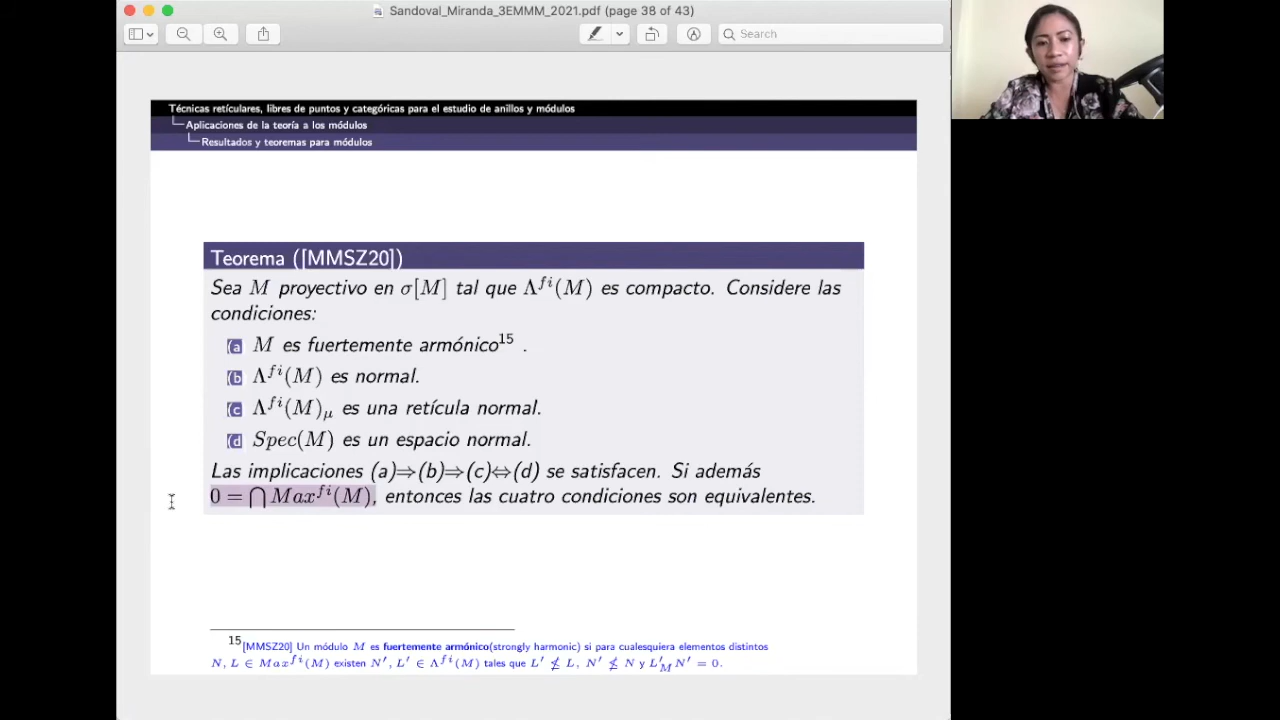 Sandoval_Miranda_3EMMM_2021.pdf (page 38 of 43)
Search
Técnicas retículares, libres de puntos y categóricas para el estudio de anillos y módulos
Aplicaciones de la teoría a los módulos
Resultados y teoremas para módulos
Teorema ([MMSZ20])
Sea M proyectivo en σ[M] tal que Λ^{fi}(M) es compacto. Considere las
condiciones:
(a M es fuertemente armónico^{15} .
(b Λ^{fi}(M) es normal.
(c Λ^{fi}(M)_μ es una retícula normal.
(d Spec(M) es un espacio normal.
Las implicaciones (a)⇒(b)⇒(c)⇔(d) se satisfacen. Si además
0 = ⋂ Max^{fi}(M), entonces las cuatro condiciones son equivalentes.
^{15}[MMSZ20] Un módulo M es fuertemente armónico(strongly harmonic) si para cualesquiera elementos distintos
N, L ∈ Max^{fi}(M) existen N′, L′ ∈ Λ^{fi}(M) tales que L′ ≰ L, N′ ≰ N y L′_M N′ = 0.